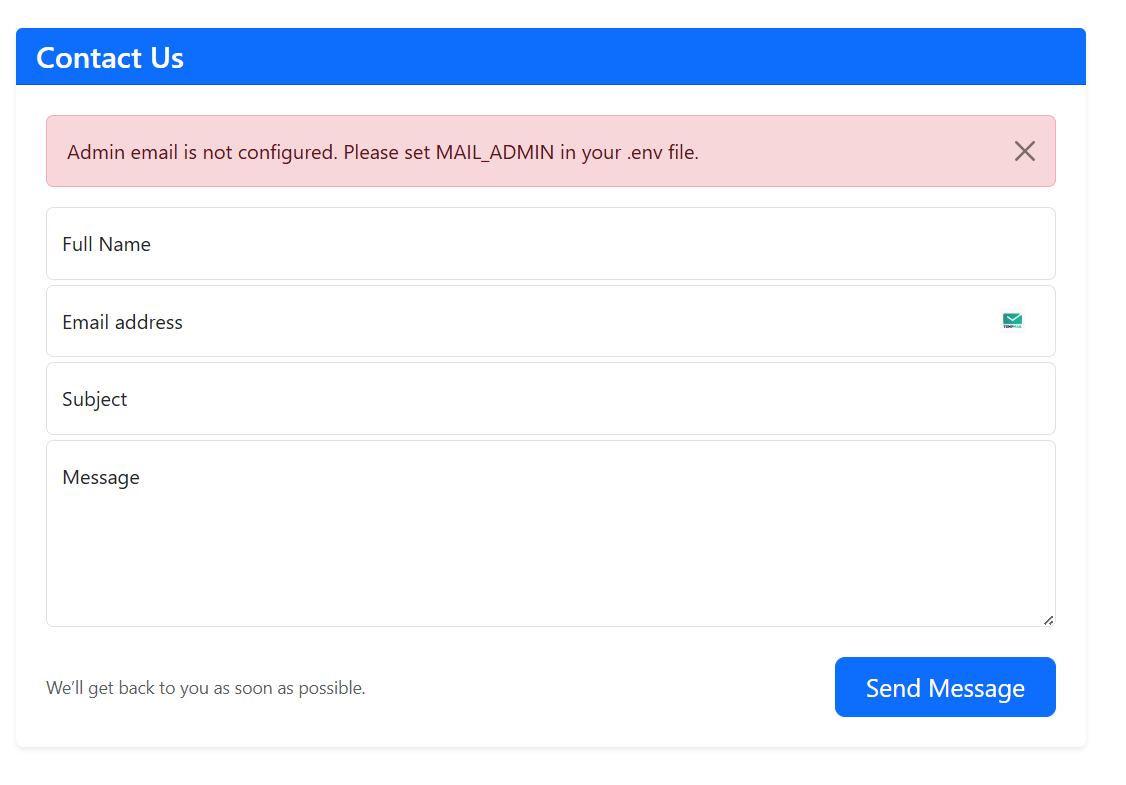 Contact Us
Admin email is not configured. Please set MAIL_ADMIN in your .env file.
Full Name
Email address
Subject
Message
We’ll get back to you as soon as possible.
Send Message